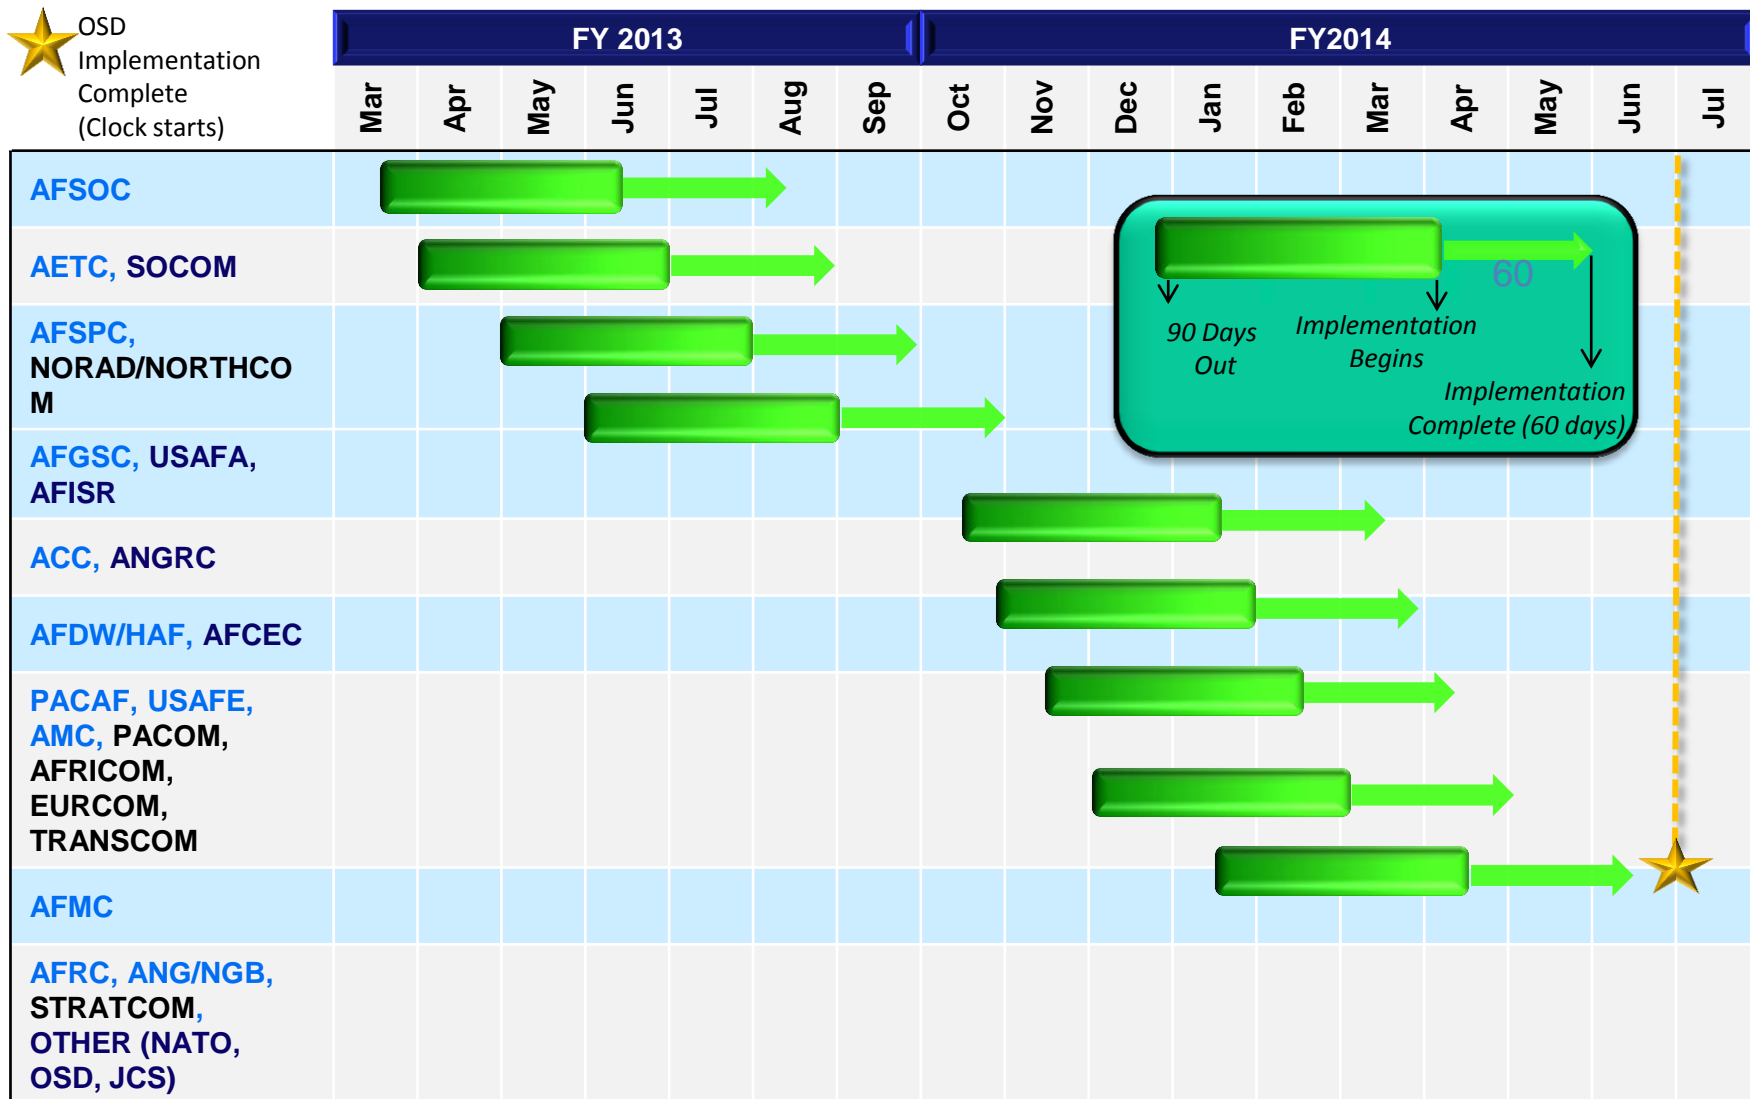 OSD
Implementation
Complete
(Clock starts)
FY 2013
FY2014
Mar
Apr
May
Jun
Jul
Aug
Sep
Oct
Nov
Dec
Jan
Feb
Mar
Apr
May
Jun
Jul
AFSOC
AETC, SOCOM
AFSPC,
NORAD/NORTHCO
M
AFGSC, USAFA,
AFISR
ACC, ANGRC
AFDW/HAF, AFCEC
PACAF, USAFE,
AMC, PACOM,
AFRICOM,
EURCOM,
TRANSCOM
AFMC
AFRC, ANG/NGB,
STRATCOM,
OTHER (NATO,
OSD, JCS)
60
90 Days
Out
Implementation
Begins
Implementation
Complete (60 days)